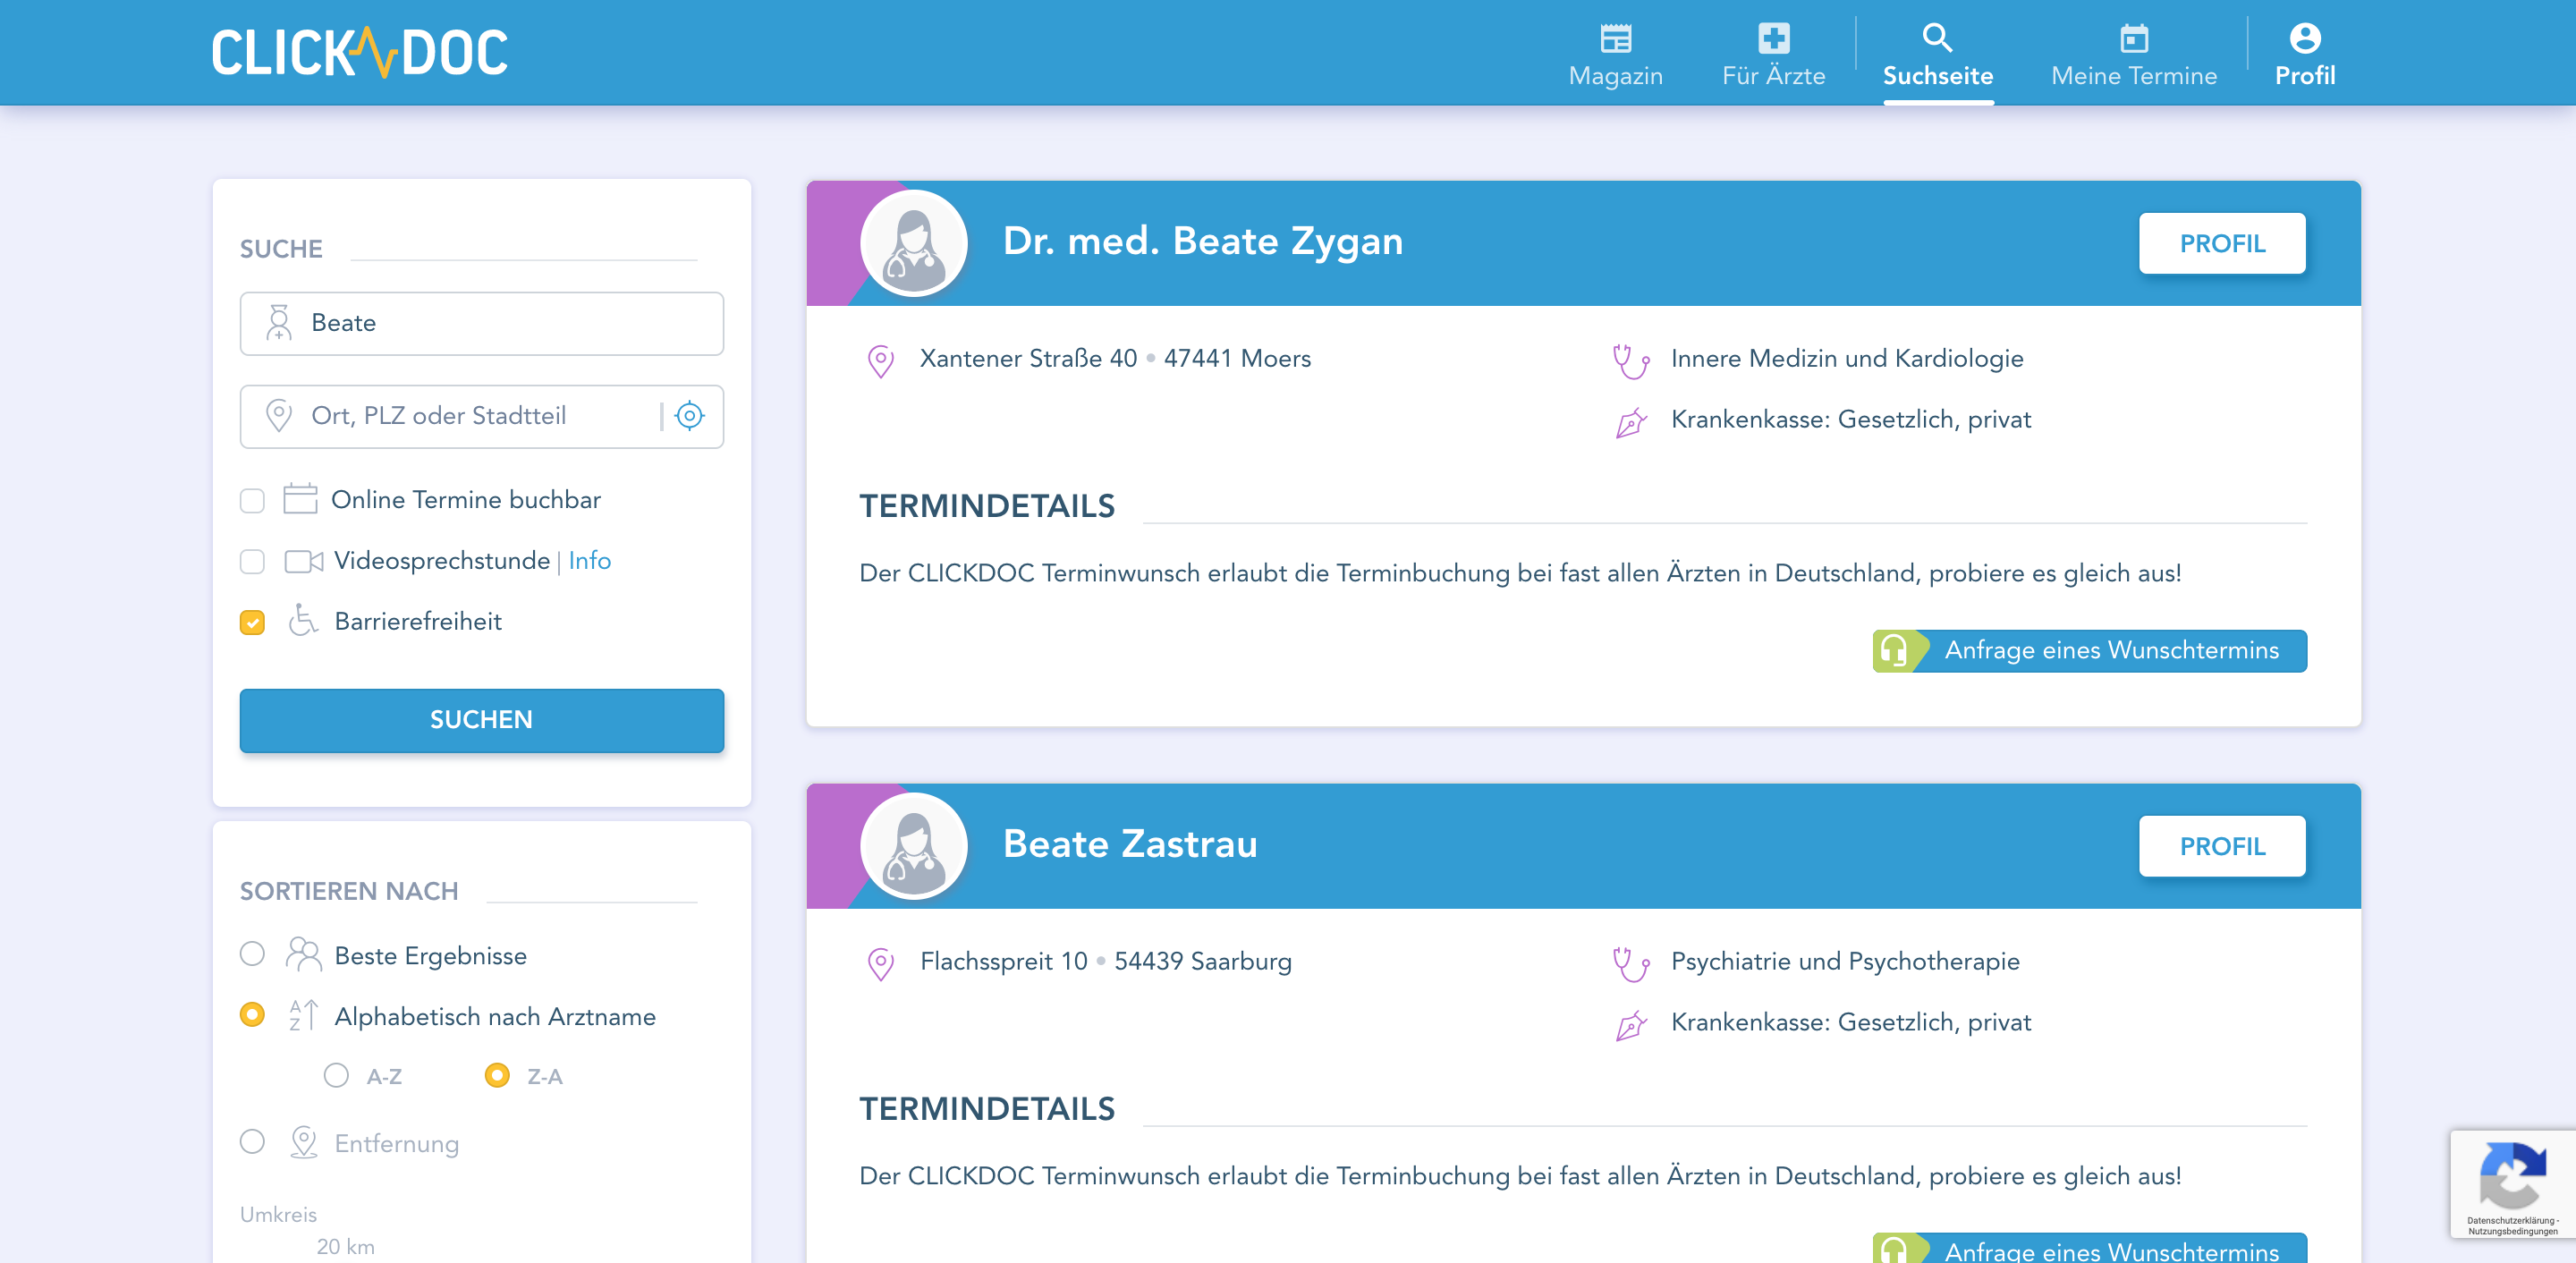 CLICKDOC
Magazin
Für Ärzte
Suchseite
Meine Termine
Profil
SUCHE
Beate
Ort, PLZ oder Stadtteil
Online Termine buchbar
Videosprechstunde | Info
Barrierefreiheit
SUCHEN
SORTIEREN NACH
Beste Ergebnisse
A
Z
Alphabetisch nach Arztname
A-Z
Z-A
Entfernung
Umkreis
20 km
Dr. med. Beate Zygan
PROFIL
Xantener Straße 40 • 47441 Moers
Innere Medizin und Kardiologie
Krankenkasse: Gesetzlich, privat
TERMINDETAILS
Der CLICKDOC Terminwunsch erlaubt die Terminbuchung bei fast allen Ärzten in Deutschland, probiere es gleich aus!
Anfrage eines Wunschtermins
Beate Zastrau
PROFIL
Flachsspreit 10 • 54439 Saarburg
Psychiatrie und Psychotherapie
Krankenkasse: Gesetzlich, privat
TERMINDETAILS
Der CLICKDOC Terminwunsch erlaubt die Terminbuchung bei fast allen Ärzten in Deutschland, probiere es gleich aus!
Anfrage eines Wunschtermins
Datenschutzerklärung -
Nutzungsbedingungen